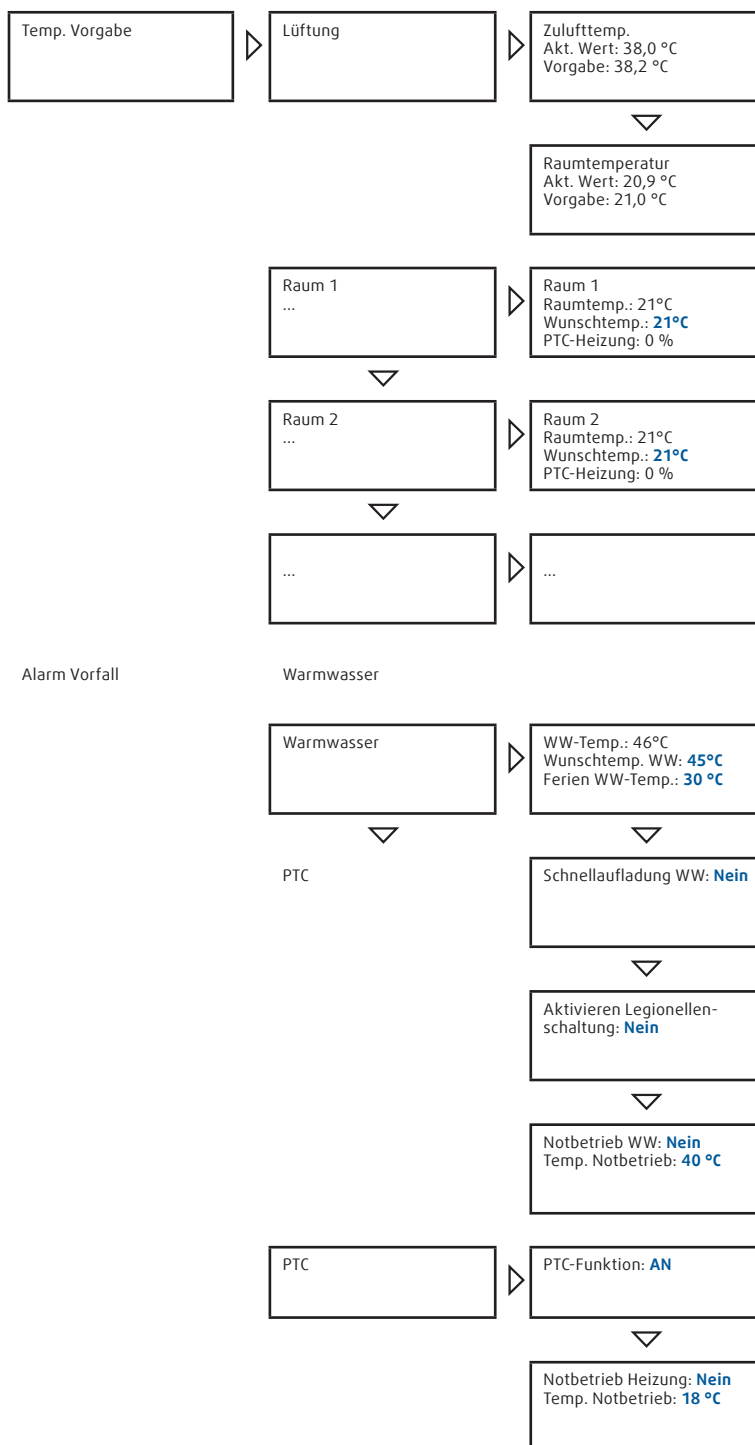 Temp. Vorgabe
Lüftung
Zulufttemp.
Akt. Wert: 38,0 °C
Vorgabe: 38,2 °C
Raumtemperatur
Akt. Wert: 20,9 °C
Vorgabe: 21,0 °C
Raum 1
...
Raum 1
Raumtemp.: 21°C
Wunschtemp.: 21°C
PTC-Heizung: 0 %
Raum 2
...
Raum 2
Raumtemp.: 21°C
Wunschtemp.: 21°C
PTC-Heizung: 0 %
...
...
Alarm Vorfall
Warmwasser
Warmwasser
WW-Temp.: 46°C
Wunschtemp. WW: 45°C
Ferien WW-Temp.: 30 °C
PTC
Schnellaufladung WW: Nein
Aktivieren Legionellen-
schaltung: Nein
Notbetrieb WW: Nein
Temp. Notbetrieb: 40 °C
PTC
PTC-Funktion: AN
Notbetrieb Heizung: Nein
Temp. Notbetrieb: 18 °C